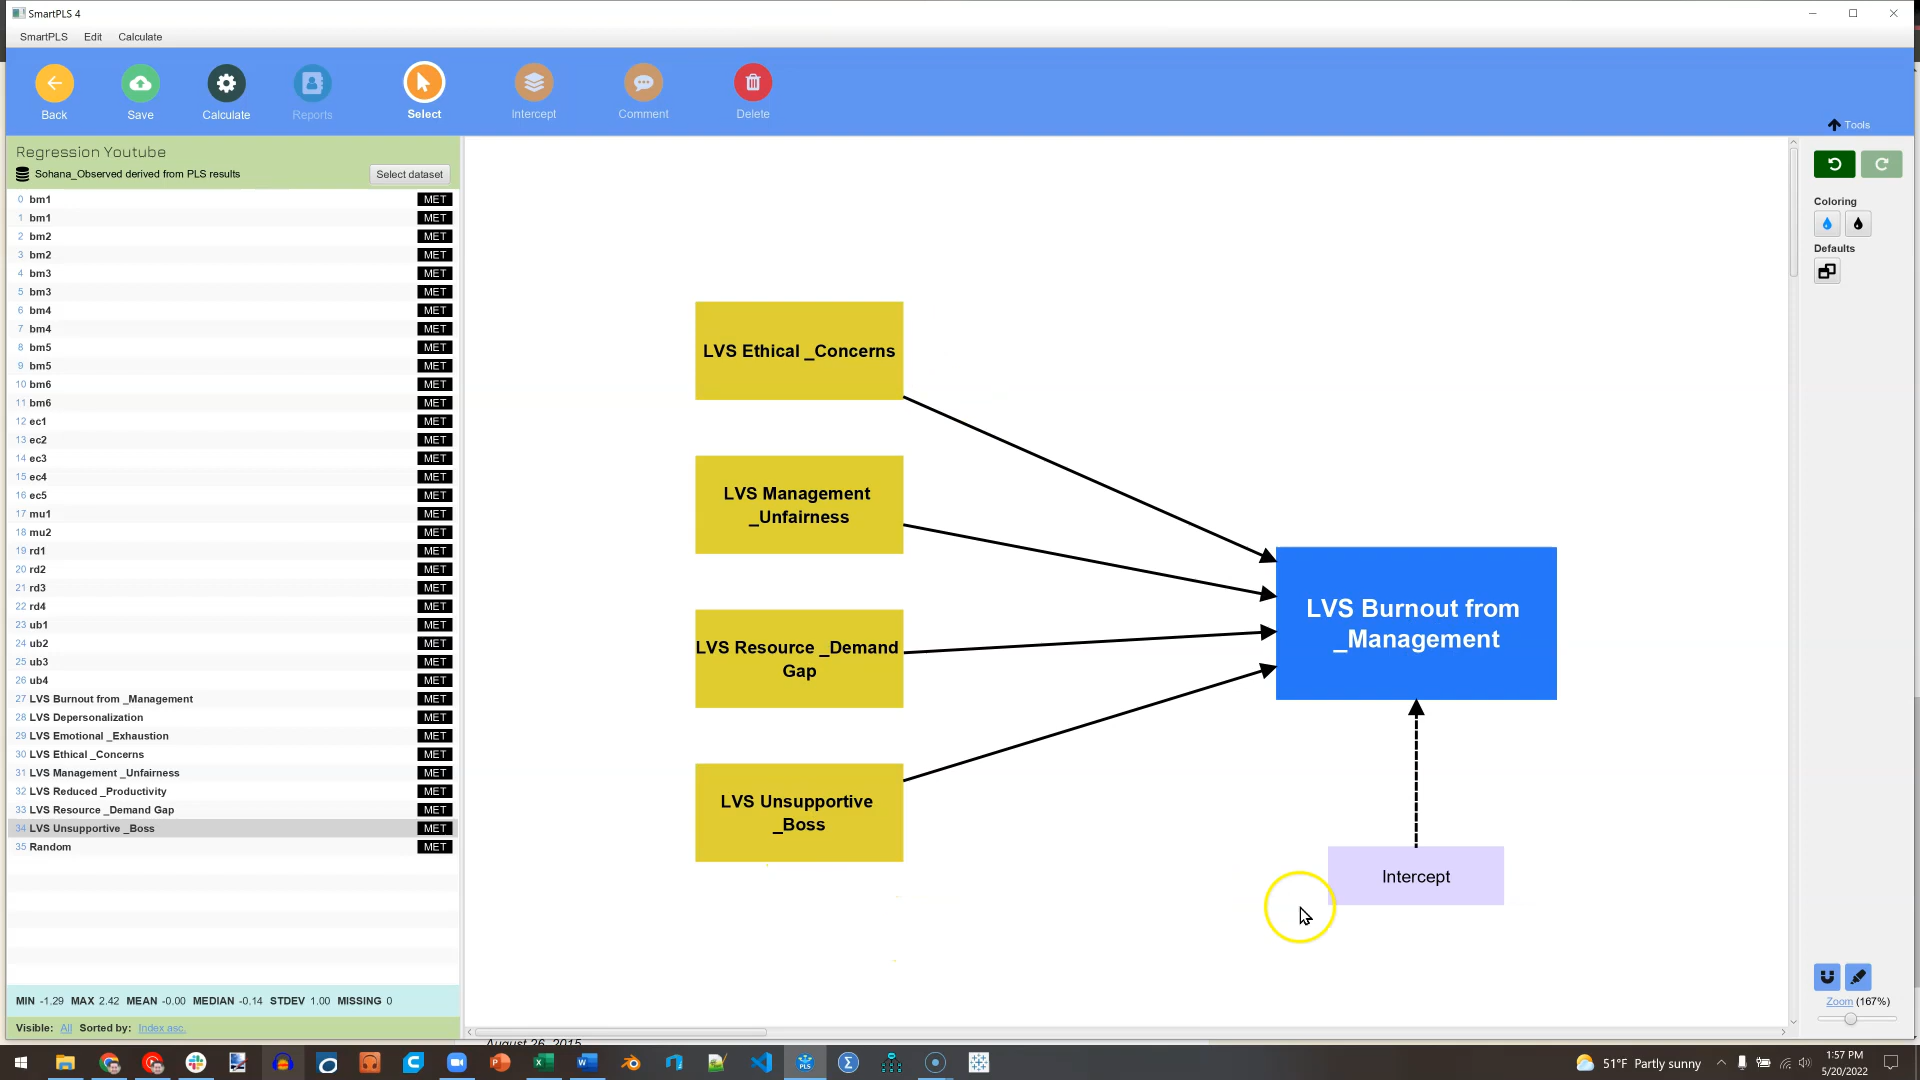 SmartPLS 4
SmartPLS Edit Calculate
Back Save Calculate Reports Select Intercept Comment Delete
Tools
Regression Youtube
Sohana_Observed derived from PLS results
Select dataset
0 bm1 MET
1 bm1 MET
2 bm2 MET
3 bm2 MET
4 bm3 MET
5 bm3 MET
6 bm4 MET
7 bm4 MET
8 bm5 MET
9 bm5 MET
10 bm6 MET
11 bm6 MET
12 ec1 MET
13 ec2 MET
14 ec3 MET
15 ec4 MET
16 ec5 MET
17 mu1 MET
18 mu2 MET
19 rd1 MET
20 rd2 MET
21 rd3 MET
22 rd4 MET
23 ub1 MET
24 ub2 MET
25 ub3 MET
26 ub4 MET
27 LVS Burnout from _Management MET
28 LVS Depersonalization MET
29 LVS Emotional _Exhaustion MET
30 LVS Ethical _Concerns MET
31 LVS Management _Unfairness MET
32 LVS Reduced _Productivity MET
33 LVS Resource _Demand Gap MET
34 LVS Unsupportive _Boss MET
35 Random MET
MIN -1.29 MAX 2.42 MEAN -0.00 MEDIAN -0.14 STDEV 1.00 MISSING 0
Visible: All Sorted by: Index asc.
LVS Ethical _Concerns
LVS Management
_Unfairness
LVS Resource _Demand
Gap
LVS Unsupportive
_Boss
LVS Burnout from
_Management
Intercept
Coloring
Defaults
Zoom (167%)
August 26, 2015
51°F Partly sunny
1:57 PM
5/20/2022